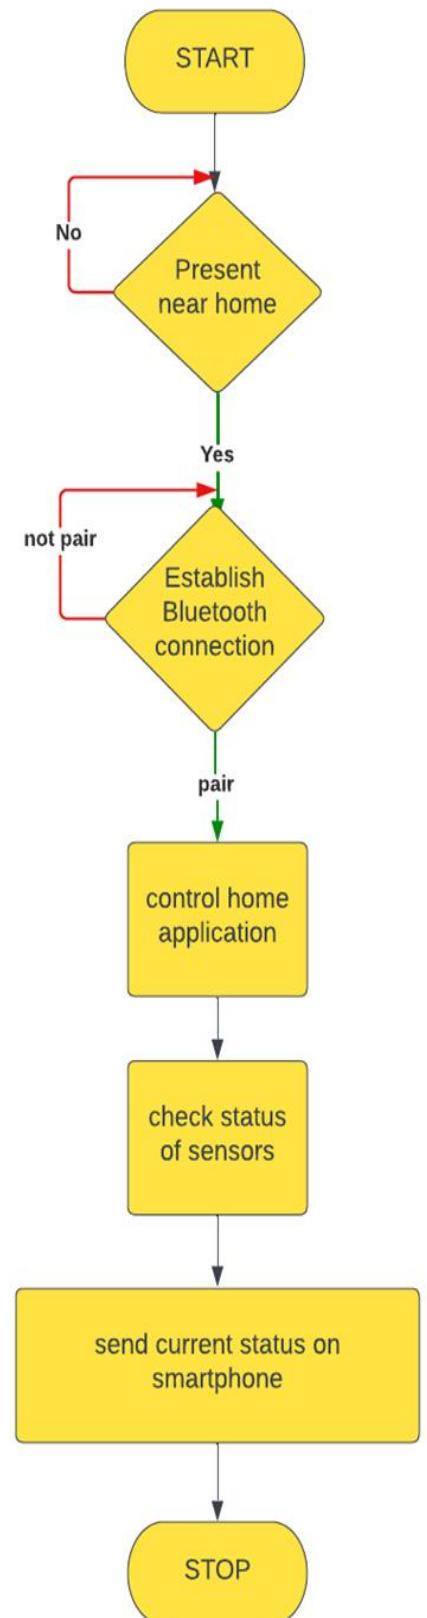 START
No
Present
near home
Yes
not pair
Establish
Bluetooth
connection
pair
control home
application
check status
of sensors
send current status on
smartphone
STOP